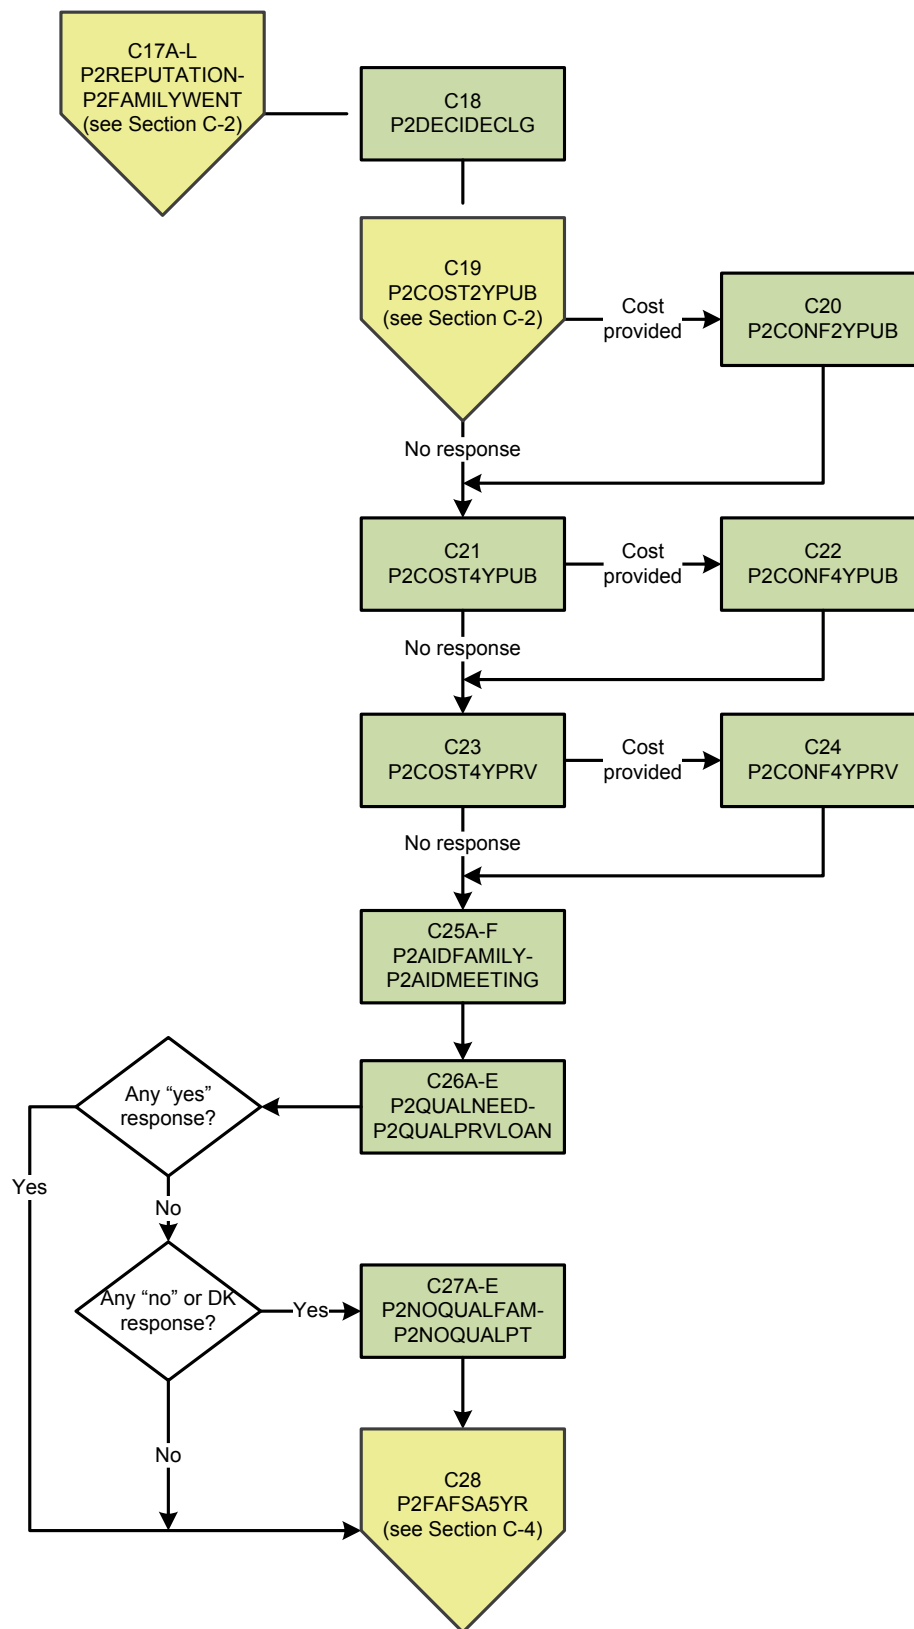 C17A-L
P2REPUTATION-
P2FAMILYWENT
(see Section C-2)
C18
P2DECIDECLG
C19
P2COST2YPUB
(see Section C-2)
Cost
provided
C20
P2CONF2YPUB
No response
C21
P2COST4YPUB
Cost
provided
C22
P2CONF4YPUB
No response
C23
P2COST4YPRV
Cost
provided
C24
P2CONF4YPRV
No response
C25A-F
P2AIDFAMILY-
P2AIDMEETING
C26A-E
P2QUALNEED-
P2QUALPRVLOAN
Any “yes”
response?
Yes
No
Any “no” or DK
response?
Yes
C27A-E
P2NOQUALFAM-
P2NOQUALPT
No
C28
P2FAFSA5YR
(see Section C-4)